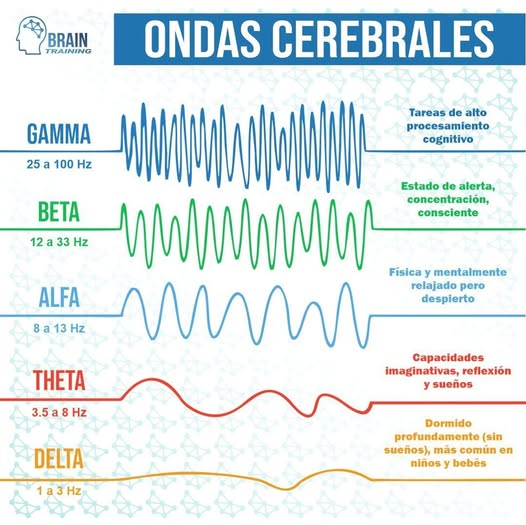 BRAIN
TRAINING
ONDAS CEREBRALES
GAMMA
25 a 100 Hz
Tareas de alto
procesamiento
cognitivo
BETA
12 a 33 Hz
Estado de alerta,
concentración,
consciente
ALFA
8 a 13 Hz
Física y mentalmente
relajado pero
despierto
THETA
3.5 a 8 Hz
Capacidades
imaginativas, reflexión
y sueños
DELTA
1 a 3 Hz
Dormido
profundamente (sin
sueños), más común en
niños y bebés